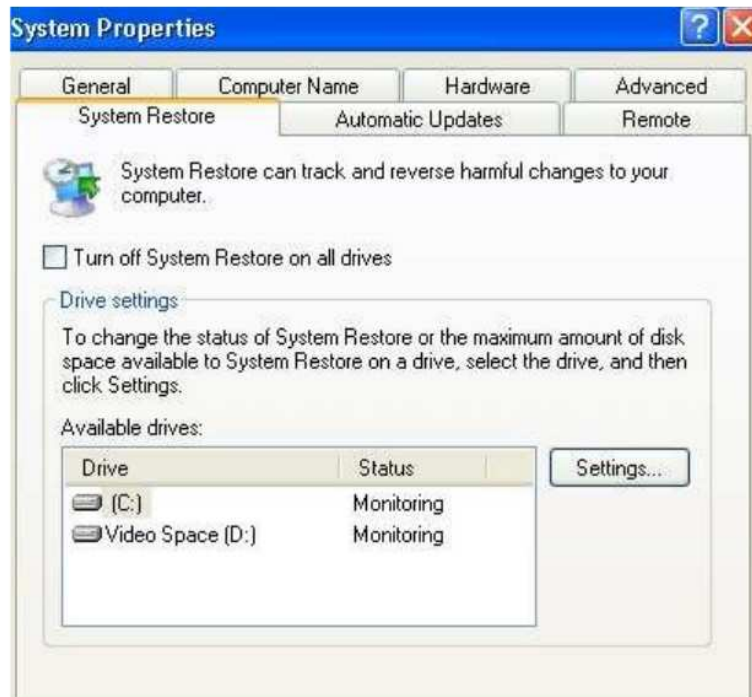 System Properties
?
X
General Computer Name Hardware Advanced
System Restore Automatic Updates Remote
System Restore can track and reverse harmful changes to your
computer.
Turn off System Restore on all drives
Drive settings
To change the status of System Restore or the maximum amount of disk
space available to System Restore on a drive, select the drive, and then
click Settings.
Available drives:
Drive Status
(C:) Monitoring
Video Space (D:) Monitoring
Settings...